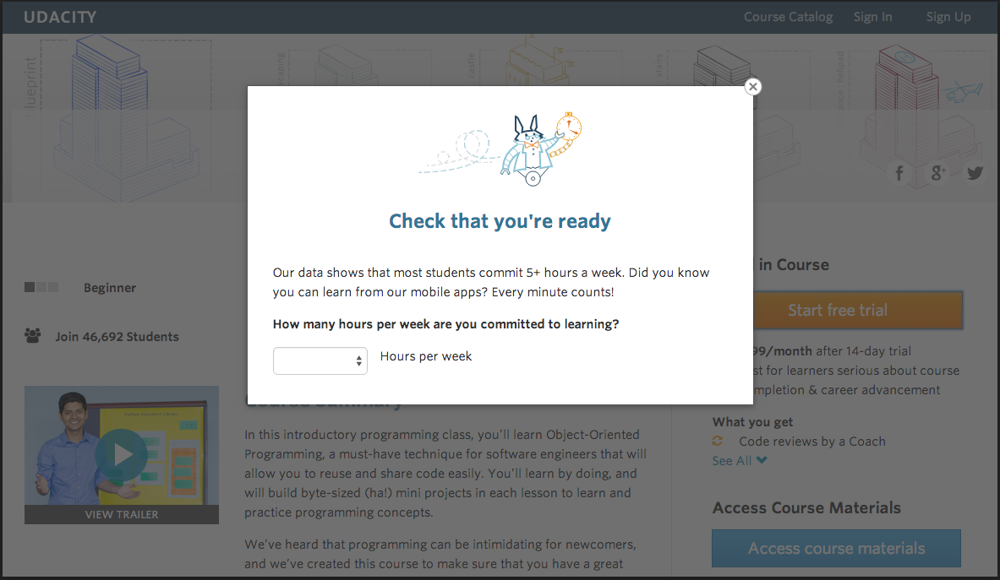 UDACITY
Course Catalog
Sign In
Sign Up
blueprint
castle
stairs
helipad
Check that you're ready
Our data shows that most students commit 5+ hours a week. Did you know
you can learn from our mobile apps? Every minute counts!
How many hours per week are you committed to learning?
Hours per week
Beginner
Join 46,692 Students
VIEW TRAILER
Course Summary
In this introductory programming class, you’ll learn Object-Oriented
Programming, a must-have technique for software engineers that will
allow you to reuse and share code easily. You’ll learn by doing, and
will build byte-sized (ha!) mini projects in each lesson to learn and
practice programming concepts.
We’ve heard that programming can be intimidating for newcomers,
and we’ve created this course to make sure that you have a great
in Course
Start free trial
99/month after 14-day trial
for learners serious about course
& career advancement
What you get
Code reviews by a Coach
See All
Access Course Materials
Access course materials